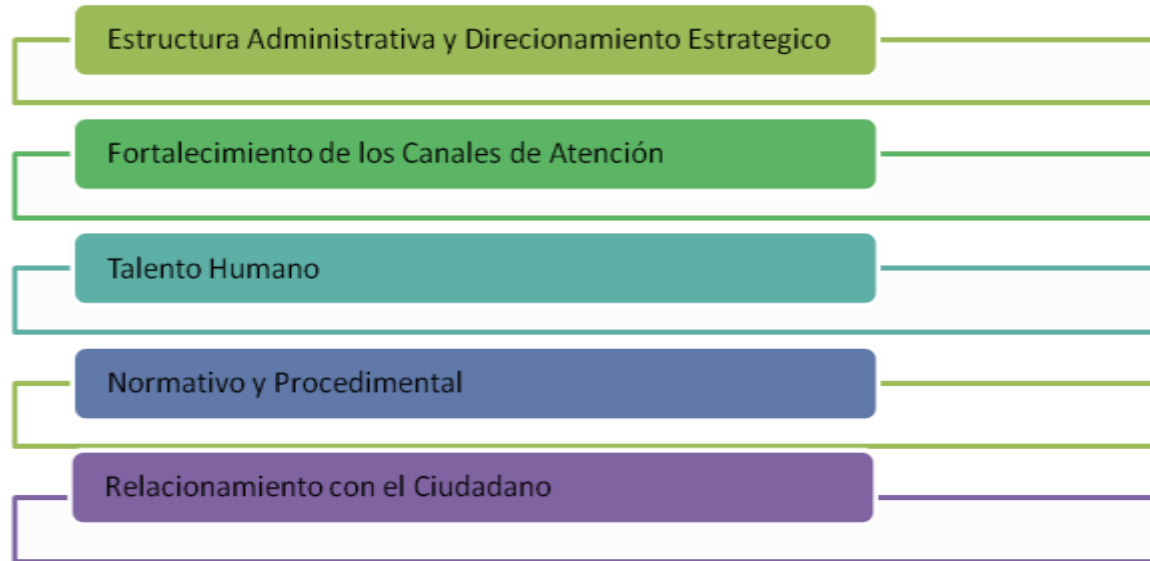 Estructura Administrativa y Direcionamiento Estrategico
Fortalecimiento de los Canales de Atención
Talento Humano
Normativo y Procedimental
Relacionamiento con el Ciudadano